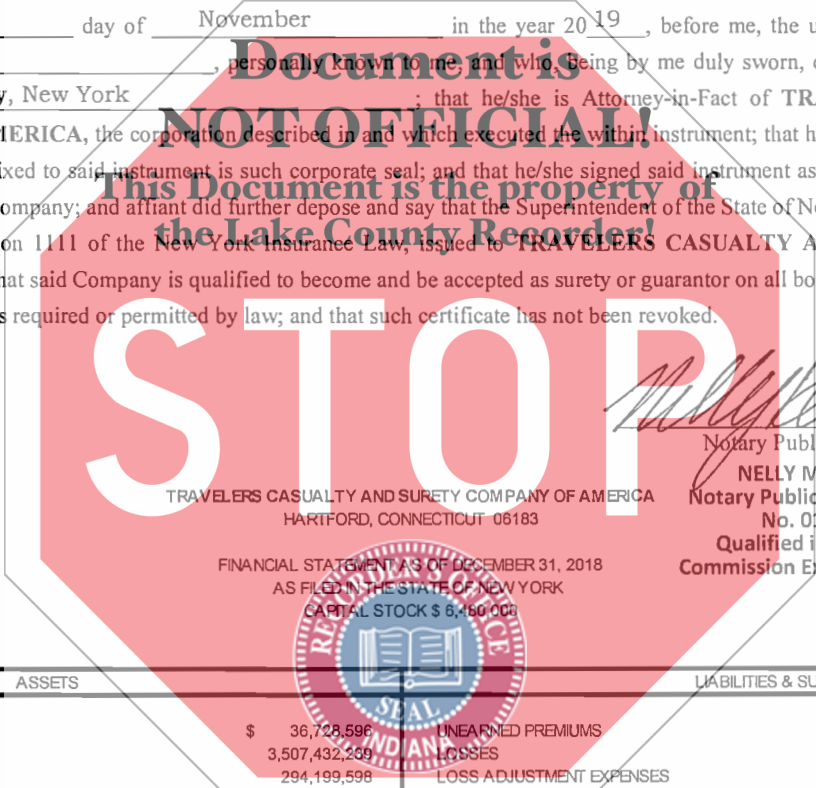 day of November in the year 20 19 , before me, the u
Document is
, personally known to me, and who, being by me duly sworn, d
y, New York ; that he/she is Attorney-in-Fact of TRA
NOT OFFICIAL!
MERICA, the corporation described in and which executed the within instrument; that h
ixed to said instrument is such corporate seal; and that he/she signed said instrument as
This Document is the property of
ompany; and affiant did further depose and say that the Superintendent of the State of Ne
the Lake County Recorder!
on 1111 of the New York Insurance Law, issued to TRAVELERS CASUALTY A
hat said Company is qualified to become and be accepted as surety or guarantor on all bo
s required or permitted by law; and that such certificate has not been revoked.
STOP
Notary Publ
NELLY M
TRAVELERS CASUALTY AND SURETY COMPANY OF AMERICA
Notary Public
HARTFORD, CONNECTICUT 06183
No. 01
Qualified i
FINANCIAL STATEMENT AS OF DECEMBER 31, 2018
Commission Ex
AS FILED IN THE STATE OF NEW YORK
CAPITAL STOCK $ 6,480,000
RECORDER'S OFFICE
SEAL
INDIANA
ASSETS LIABILITIES & SU
$ 36,728,596 UNEARNED PREMIUMS
3,507,432,239 LOSSES
294,199,598 LOSS ADJUSTMENT EXPENSES